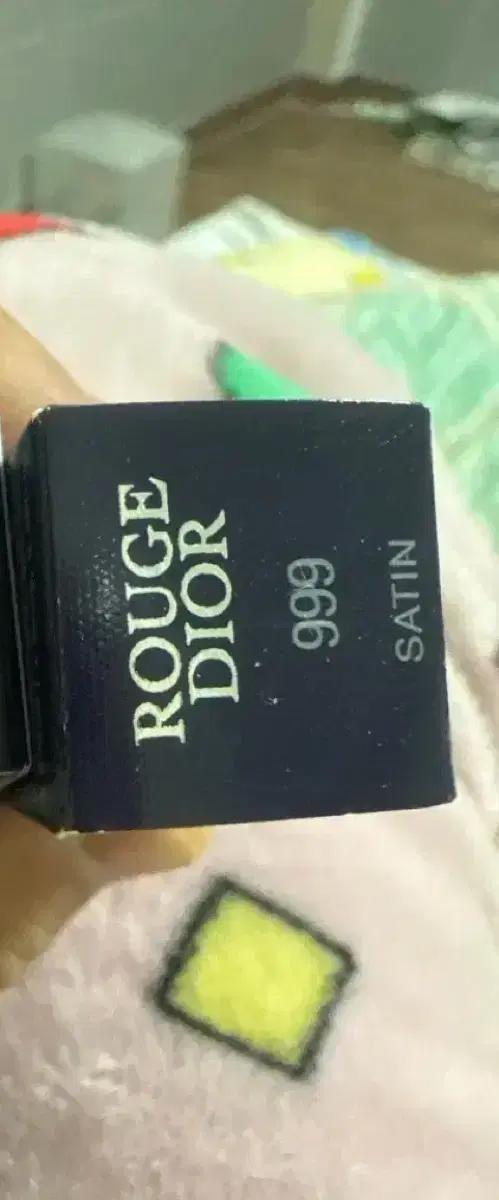 ROUGE
DIOR
999
SATIN